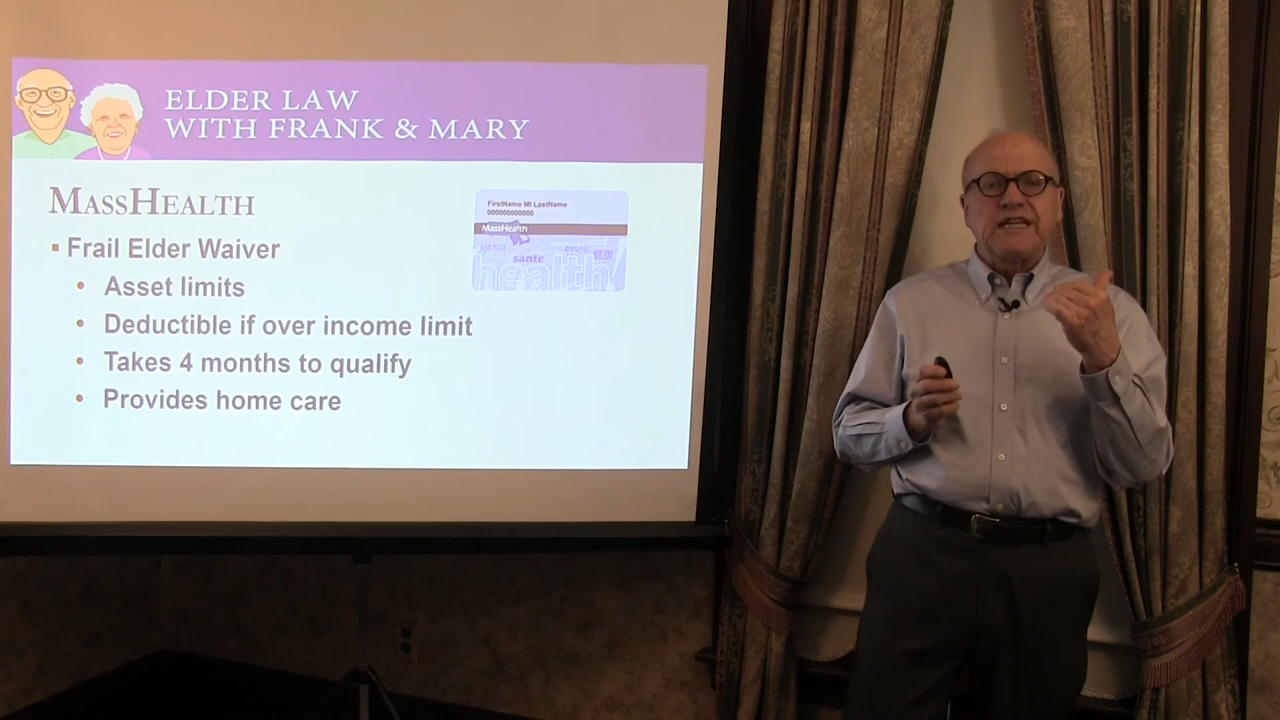 ELDER LAW
WITH FRANK & MARY
MASSHEALTH
▪ Frail Elder Waiver
• Asset limits
• Deductible if over income limit
• Takes 4 months to qualify
• Provides home care
FirstName MI LastName
000000000000
MassHealth
santé
health